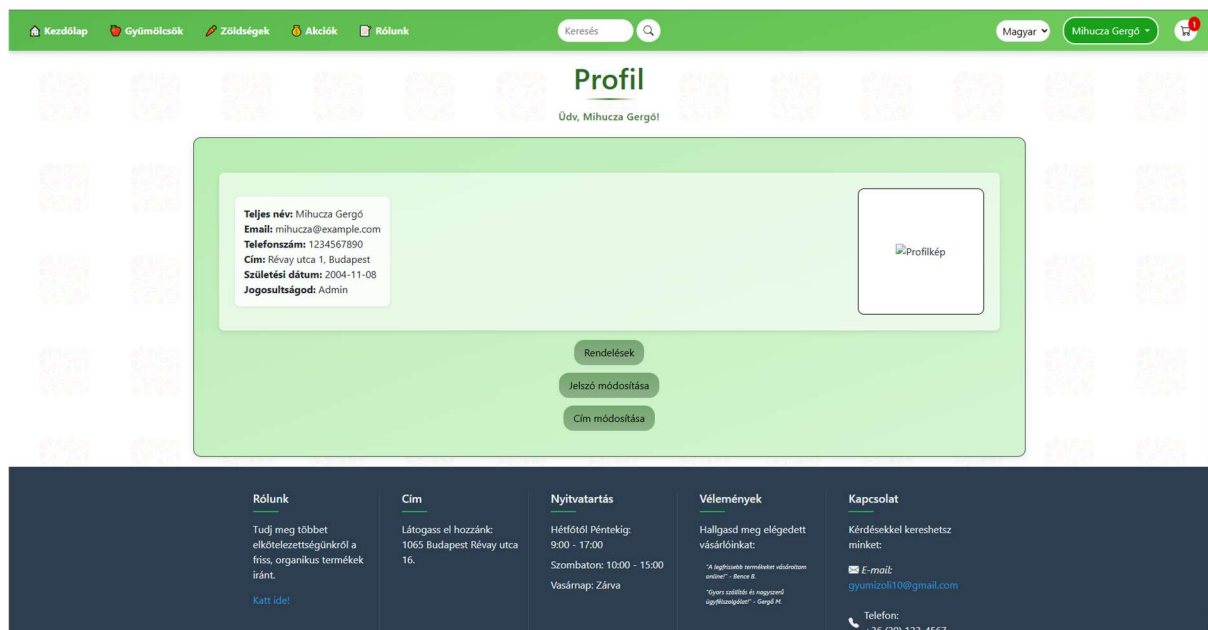 Kezdőlap Gyümölcsök Zöldségek Akciók Rólunk Keresés Magyar Mihucza Gergő 1
Profil
Üdv, Mihucza Gergő!
Teljes név: Mihucza Gergő
Email: mihucza@example.com
Telefonszám: 1234567890
Cím: Révay utca 1, Budapest
Születési dátum: 2004-11-08
Jogosultságod: Admin
Profilkép
Rendelések
Jelszó módosítása
Cím módosítása
Rólunk
Tudj meg többet
elkötelezettségünkről a
friss, organikus termékek
iránt.
Katt ide!
Cím
Látogass el hozzánk:
1065 Budapest Révay utca
16.
Nyitvatartás
Hétfőtől Péntekig:
9:00 - 17:00
Szombaton: 10:00 - 15:00
Vasárnap: Zárva
Vélemények
Hallgasd meg elégedett
vásárlóinkat:
"A legfrissebb termékeket vásároltam
online!" - Bence B.
"Gyors szállítás és nagyszerű
ügyfélszolgálat!" - Gergő M.
Kapcsolat
Kérdésekkel kereshetsz
minket:
E-mail:
gyumizoli10@gmail.com
Telefon: